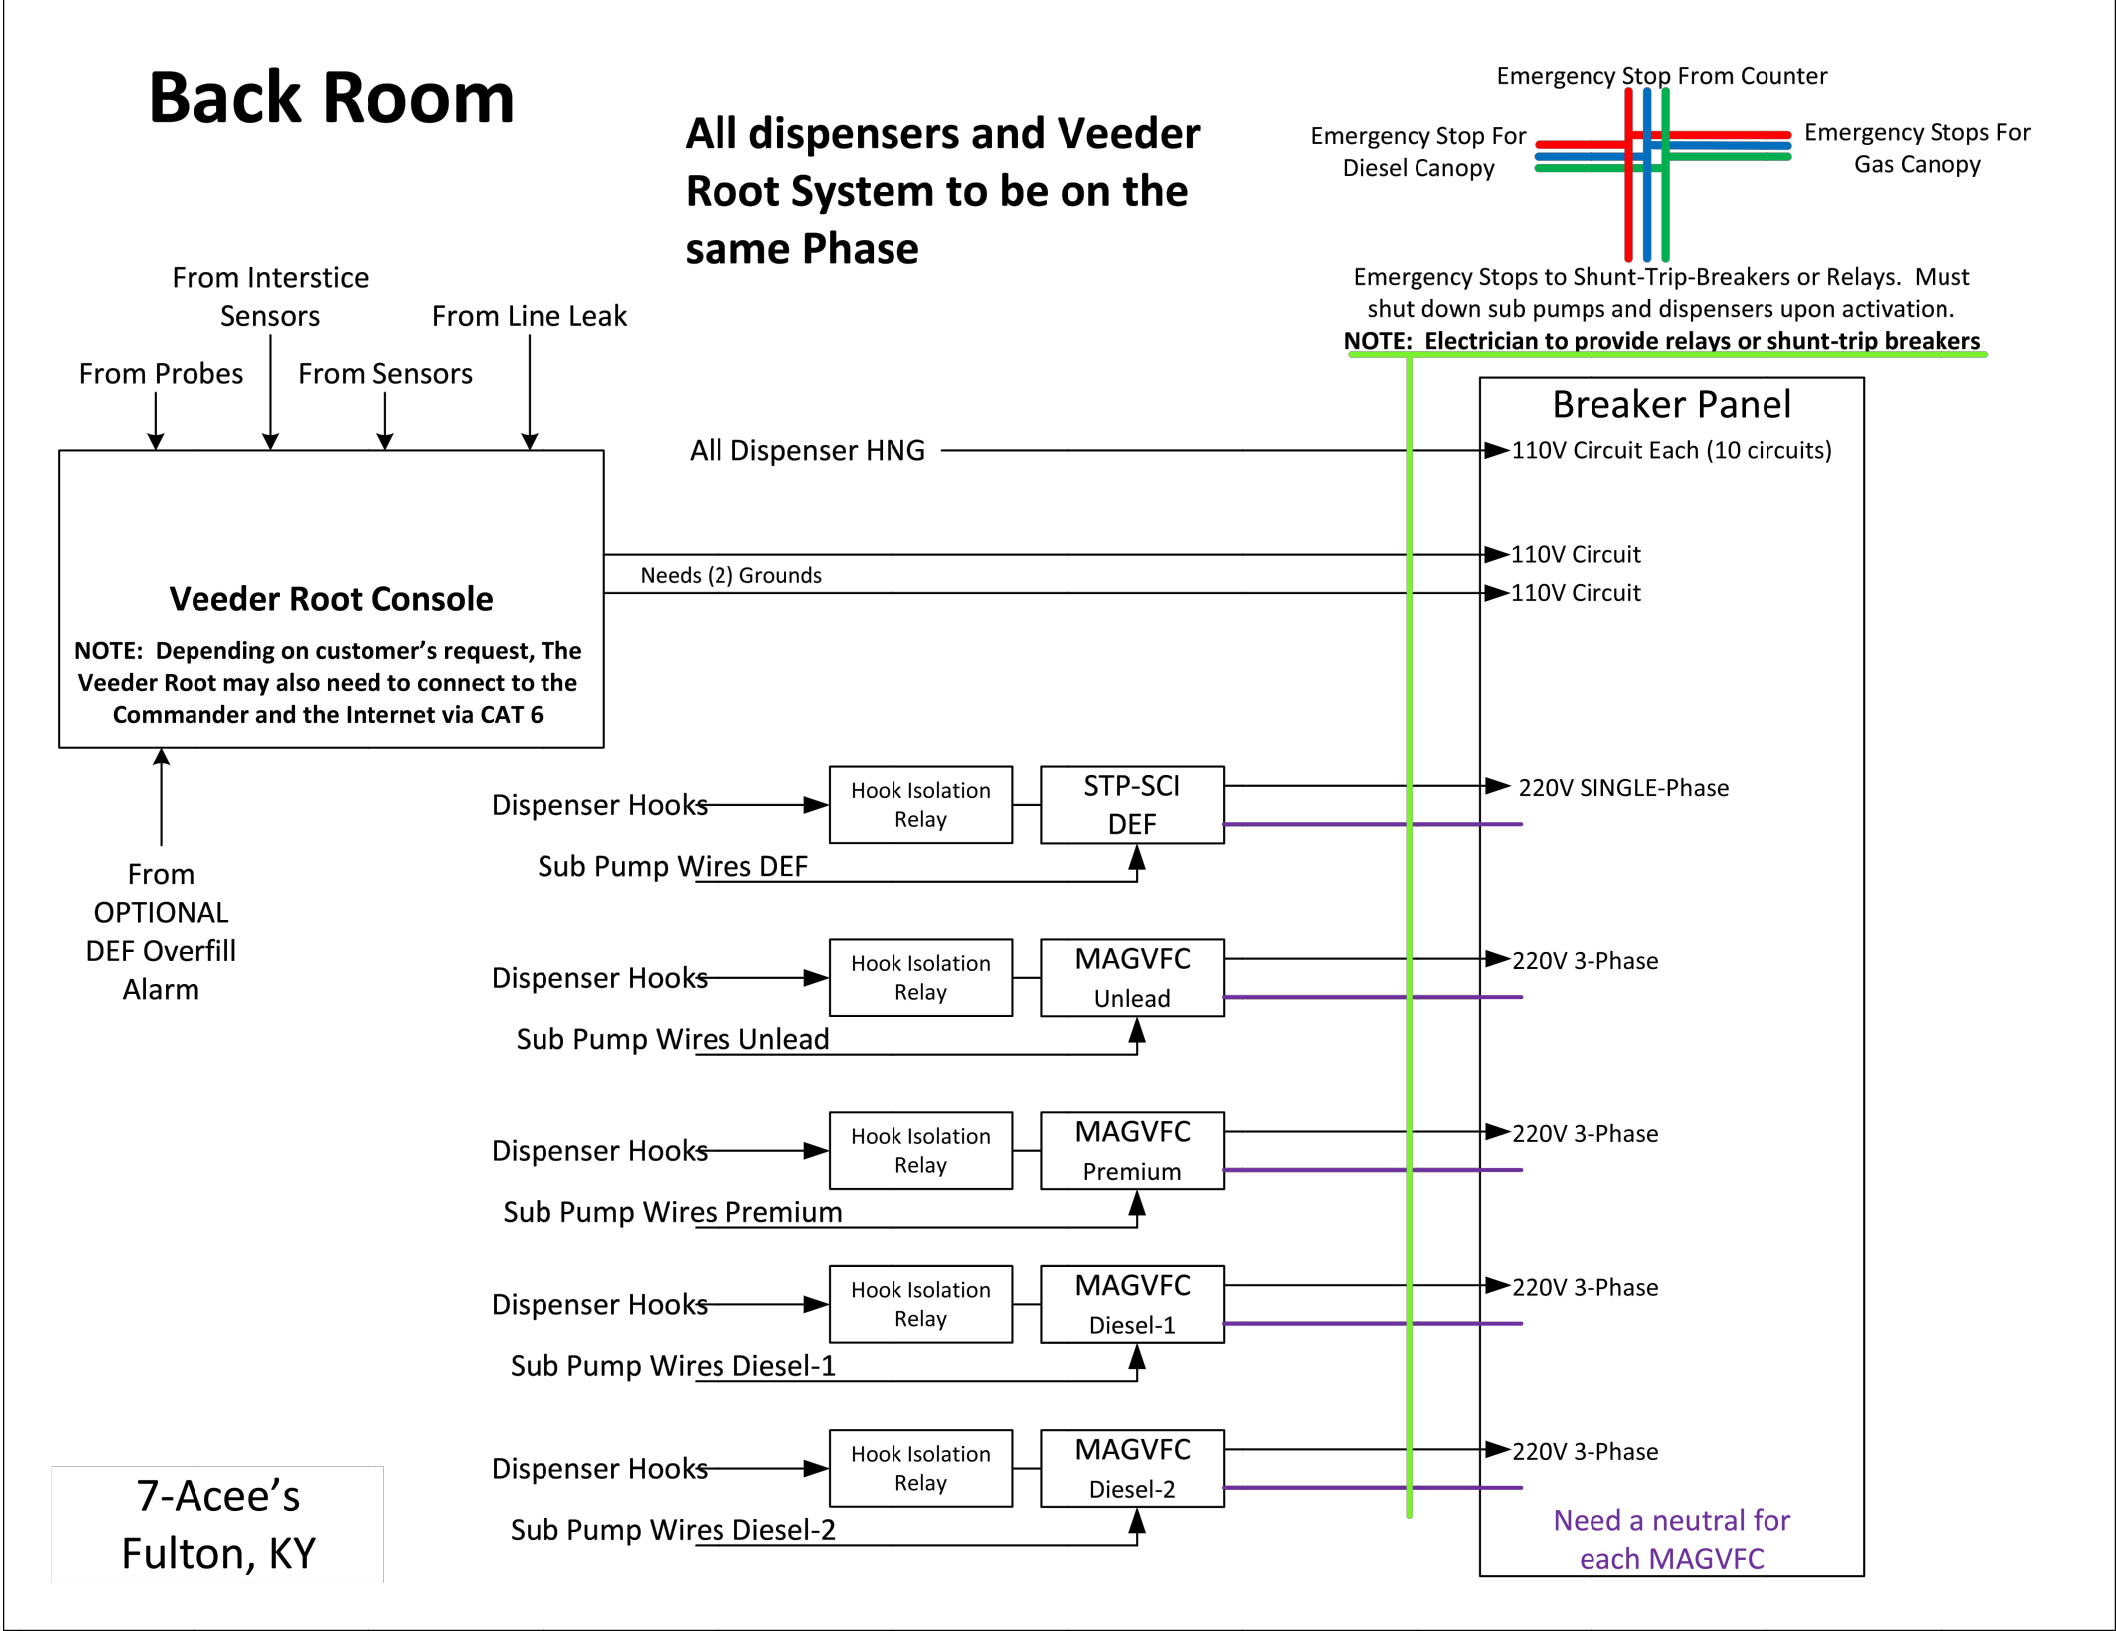 Back Room
All dispensers and Veeder
Root System to be on the
same Phase
Emergency Stop From Counter
Emergency Stop For
Diesel Canopy
Emergency Stops For
Gas Canopy
Emergency Stops to Shunt-Trip-Breakers or Relays.  Must
shut down sub pumps and dispensers upon activation.
NOTE:  Electrician to provide relays or shunt-trip breakers
From Interstice
Sensors
From Line Leak
From Probes
From Sensors
Veeder Root Console
NOTE:  Depending on customer's request, The
Veeder Root may also need to connect to the
Commander and the Internet via CAT 6
From
OPTIONAL
DEF Overfill
Alarm
Breaker Panel
All Dispenser HNG
110V Circuit Each (10 circuits)
110V Circuit
Needs (2) Grounds
110V Circuit
Dispenser Hooks
Hook Isolation
Relay
STP-SCI
DEF
220V SINGLE-Phase
Sub Pump Wires DEF
Dispenser Hooks
Hook Isolation
Relay
MAGVFC
Unlead
220V 3-Phase
Sub Pump Wires Unlead
Dispenser Hooks
Hook Isolation
Relay
MAGVFC
Premium
220V 3-Phase
Sub Pump Wires Premium
Dispenser Hooks
Hook Isolation
Relay
MAGVFC
Diesel-1
220V 3-Phase
Sub Pump Wires Diesel-1
Dispenser Hooks
Hook Isolation
Relay
MAGVFC
Diesel-2
220V 3-Phase
Sub Pump Wires Diesel-2
Need a neutral for
each MAGVFC
7-Acee's
Fulton, KY